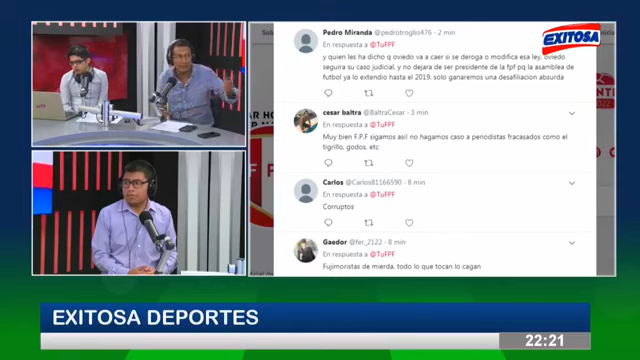 Pedro Miranda @pedrotroglio476 • 2 min
En respuesta a @TuFPF
y quien les ha dicho q oviedo va a caer si se deroga o modifica esa ley. oviedo
seguira su caso judicial, y no dejara de ser presidente de la fpf pq la asamblea de
futbol ya lo extendio hasta el 2019. solo ganaremos una desafiliacion absurda
cesar baltra @BaltraCesar • 3 min
En respuesta a @TuFPF
Muy bien F.P.F sigamos asii! no hagamos caso a periodistas fracasados como el
tigrillo, godos, etc
Carlos @Carlos81166590 • 8 min
En respuesta a @TuFPF
Corruptos
Gaedor @fer_2122 • 8 min
En respuesta a @TuFPF
Fujimoristas de mierda, todo lo que tocan lo cagan
EXITOSA
EXITOSA DEPORTES
22:21